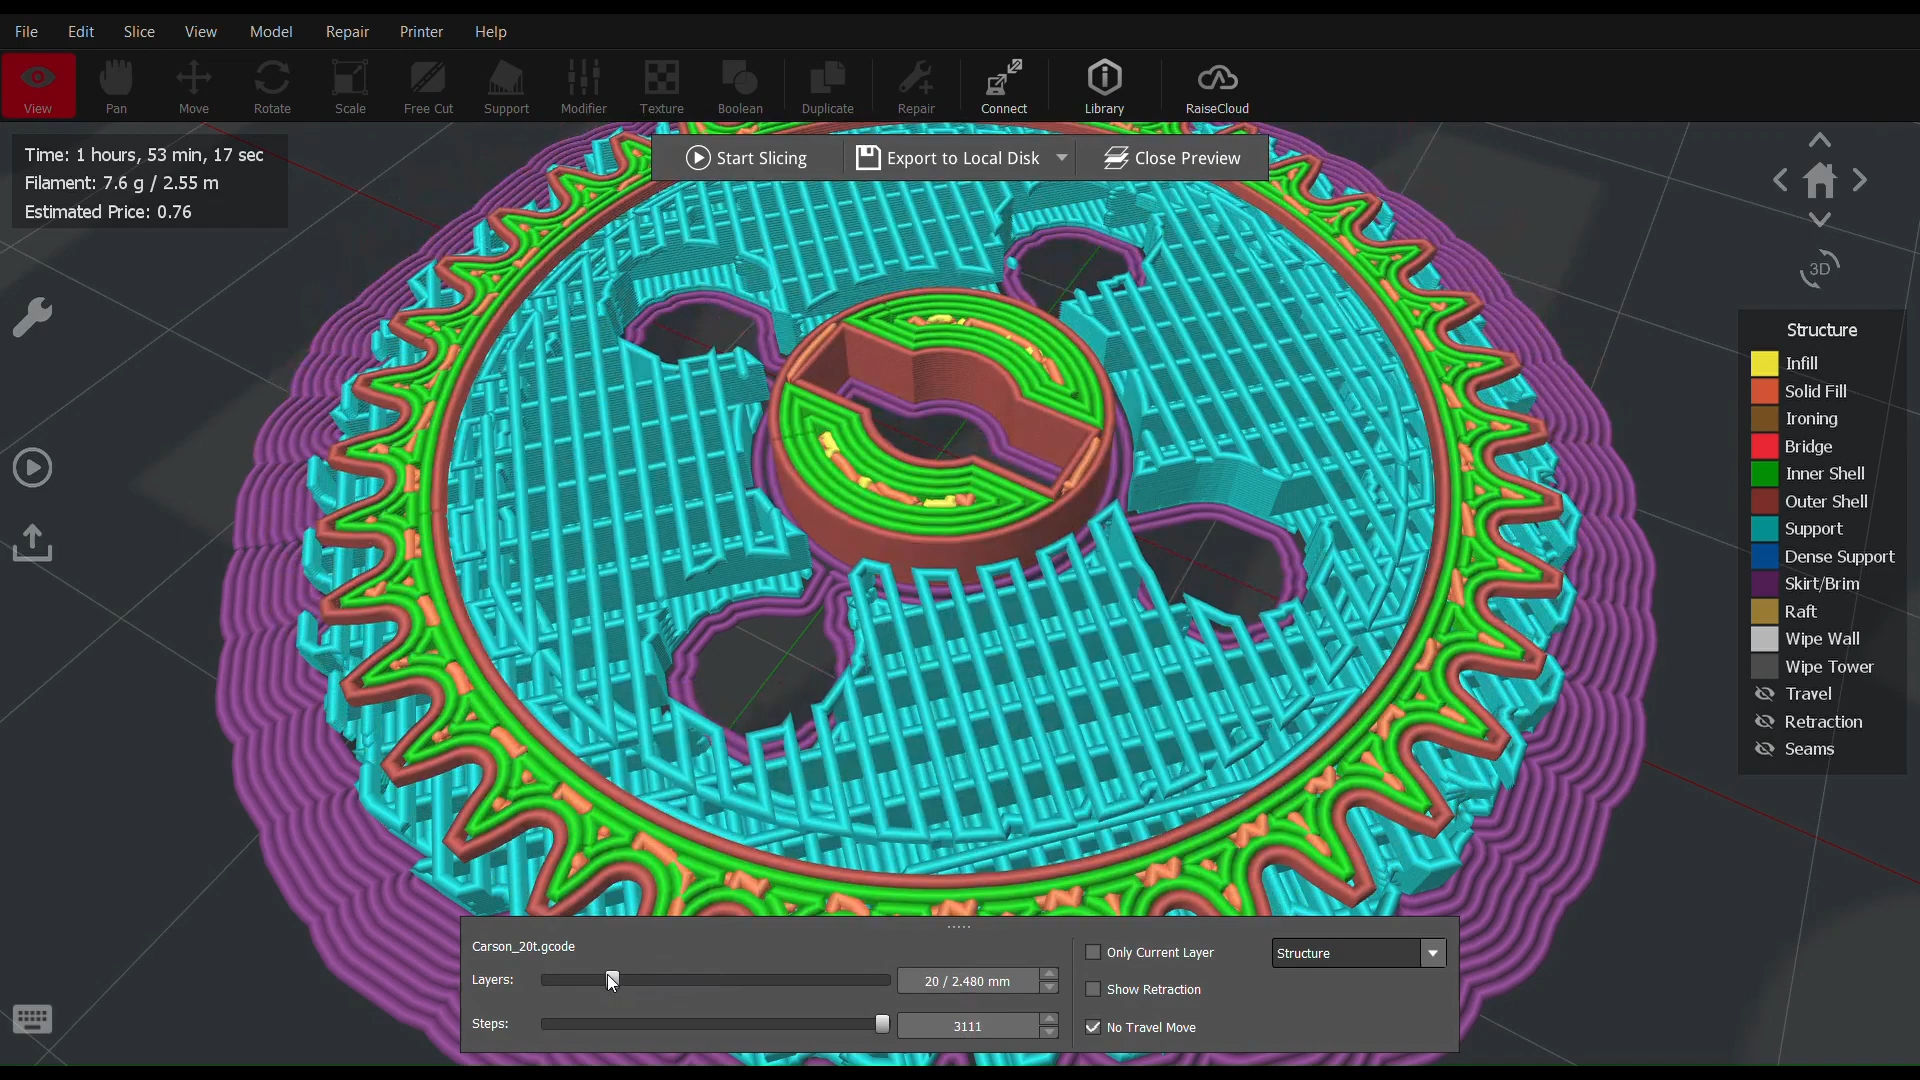 File Edit Slice View Model Repair Printer Help
View Pan Move Rotate Scale Free Cut Support Modifier Texture Boolean Duplicate Repair Connect Library RaiseCloud
Time: 1 hours, 53 min, 17 sec
Filament: 7.6 g / 2.55 m
Estimated Price: 0.76
Start Slicing Export to Local Disk Close Preview
3D
Structure
Infill
Solid Fill
Ironing
Bridge
Inner Shell
Outer Shell
Support
Dense Support
Skirt/Brim
Raft
Wipe Wall
Wipe Tower
Travel
Retraction
Seams
Carson_20t.gcode
Layers: 20 / 2.480 mm
Steps: 3111
Only Current Layer
Show Retraction
No Travel Move
Structure